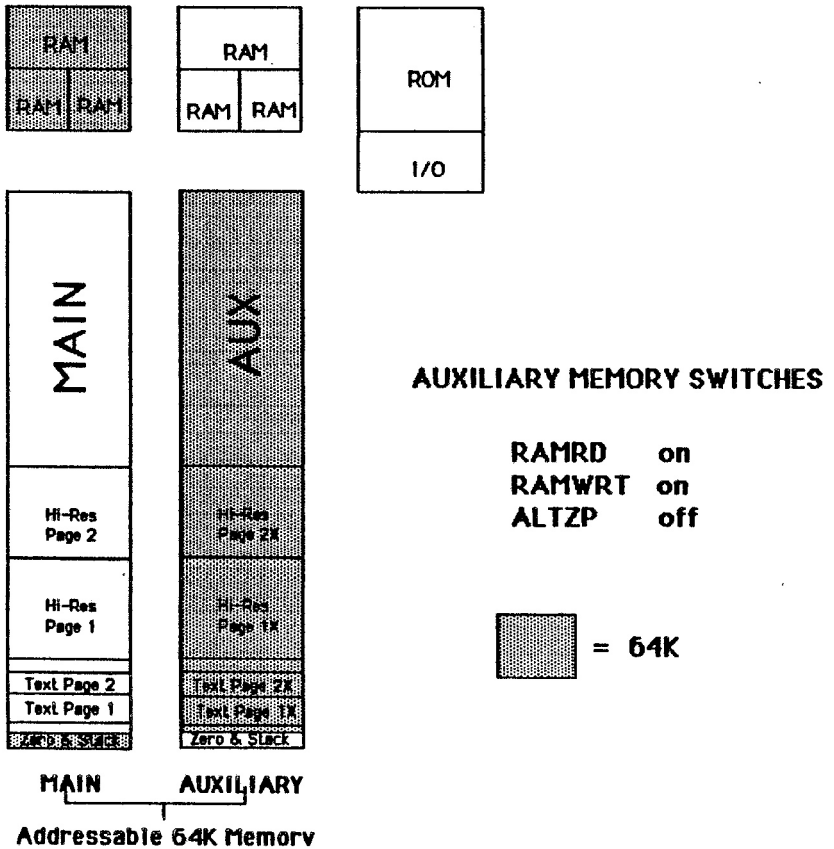 RAM
RAM RAM
RAM
RAM RAM
ROM
I/O
MAIN
Hi-Res
Page 2
Hi-Res
Page 1
Text Page 2
Text Page 1
Zero & Stack
AUX
Hi-Res
Page 2X
Hi-Res
Page 1X
Text Page 2X
Text Page 1X
Zero & Stack
MAIN
AUXILIARY
Addressable 64K Memory
AUXILIARY MEMORY SWITCHES
RAMRD on
RAMWRT on
ALTZP off
= 64K